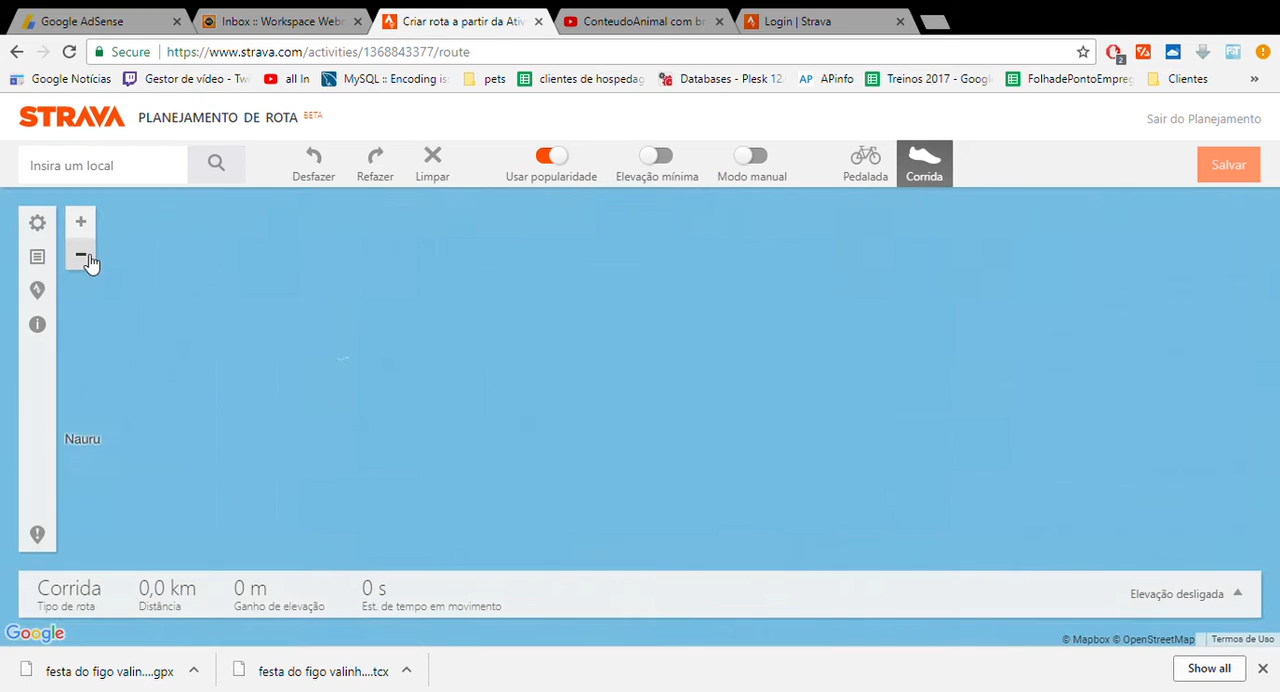 Google AdSense
Inbox :: Workspace Webm
Criar rota a partir da Ativ
ConteudoAnimal com br
Login | Strava
Secure
https://www.strava.com/activities/1368843377/route
2
Google Notícias
Gestor de vídeo - Tw
all In
MySQL :: Encoding is
pets
clientes de hospedag
Databases - Plesk 12.
AP
APinfo
Treinos 2017 - Googl
FolhadePontoEmpreg
Clientes
»
STRAVA
PLANEJAMENTO DE ROTA BETA
Sair do Planejamento
Insira um local
Desfazer
Refazer
Limpar
Usar popularidade
Elevação mínima
Modo manual
Pedalada
Corrida
Salvar
Nauru
Corrida
0,0 km
0 m
0 s
Tipo de rota
Distância
Ganho de elevação
Est. de tempo em movimento
Elevação desligada
Google
© Mapbox © OpenStreetMap
Termos de Uso
festa do figo valin....gpx
festa do figo valinh....tcx
Show all